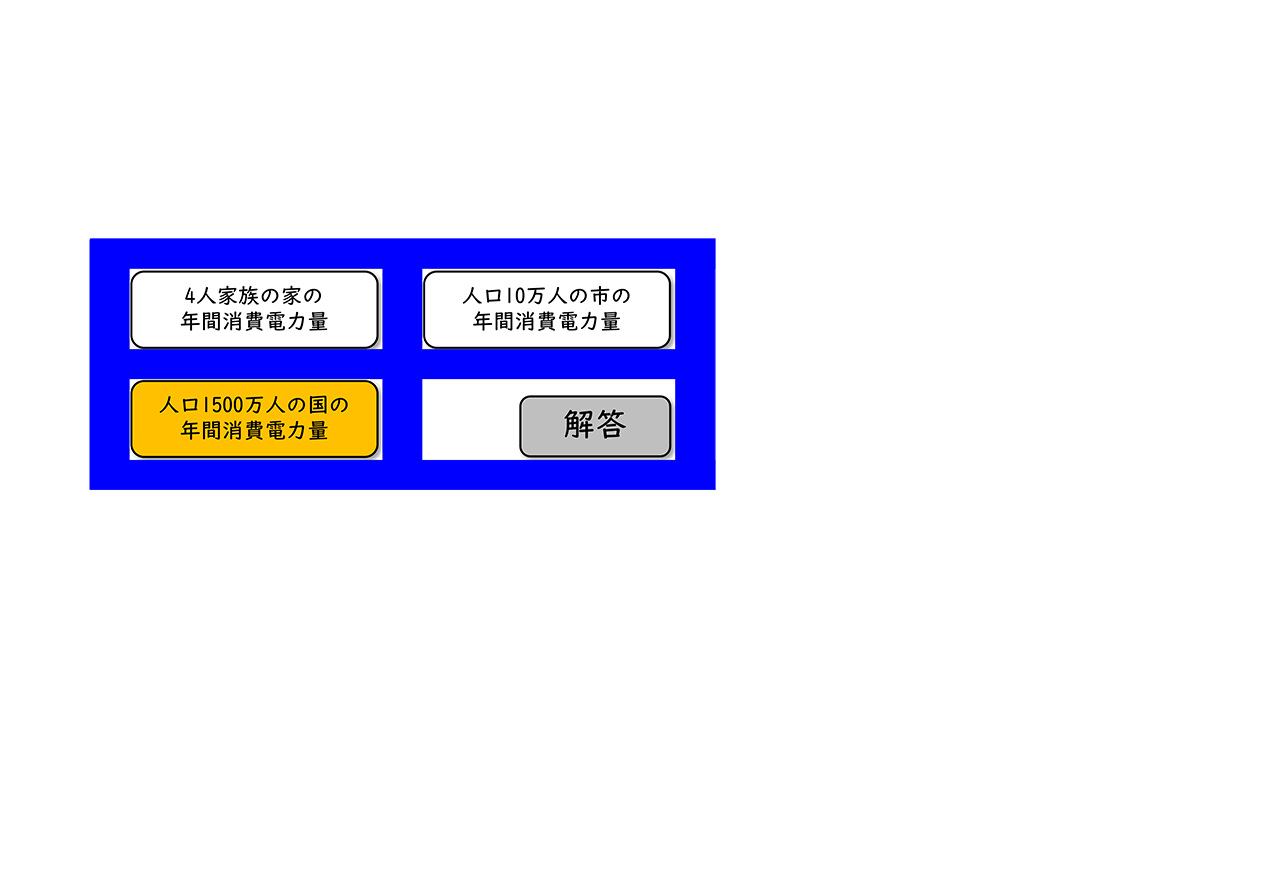 4人家族の家の
年間消費電力量
人口10万人の市の
年間消費電力量
人口1500万人の国の
年間消費電力量
解答